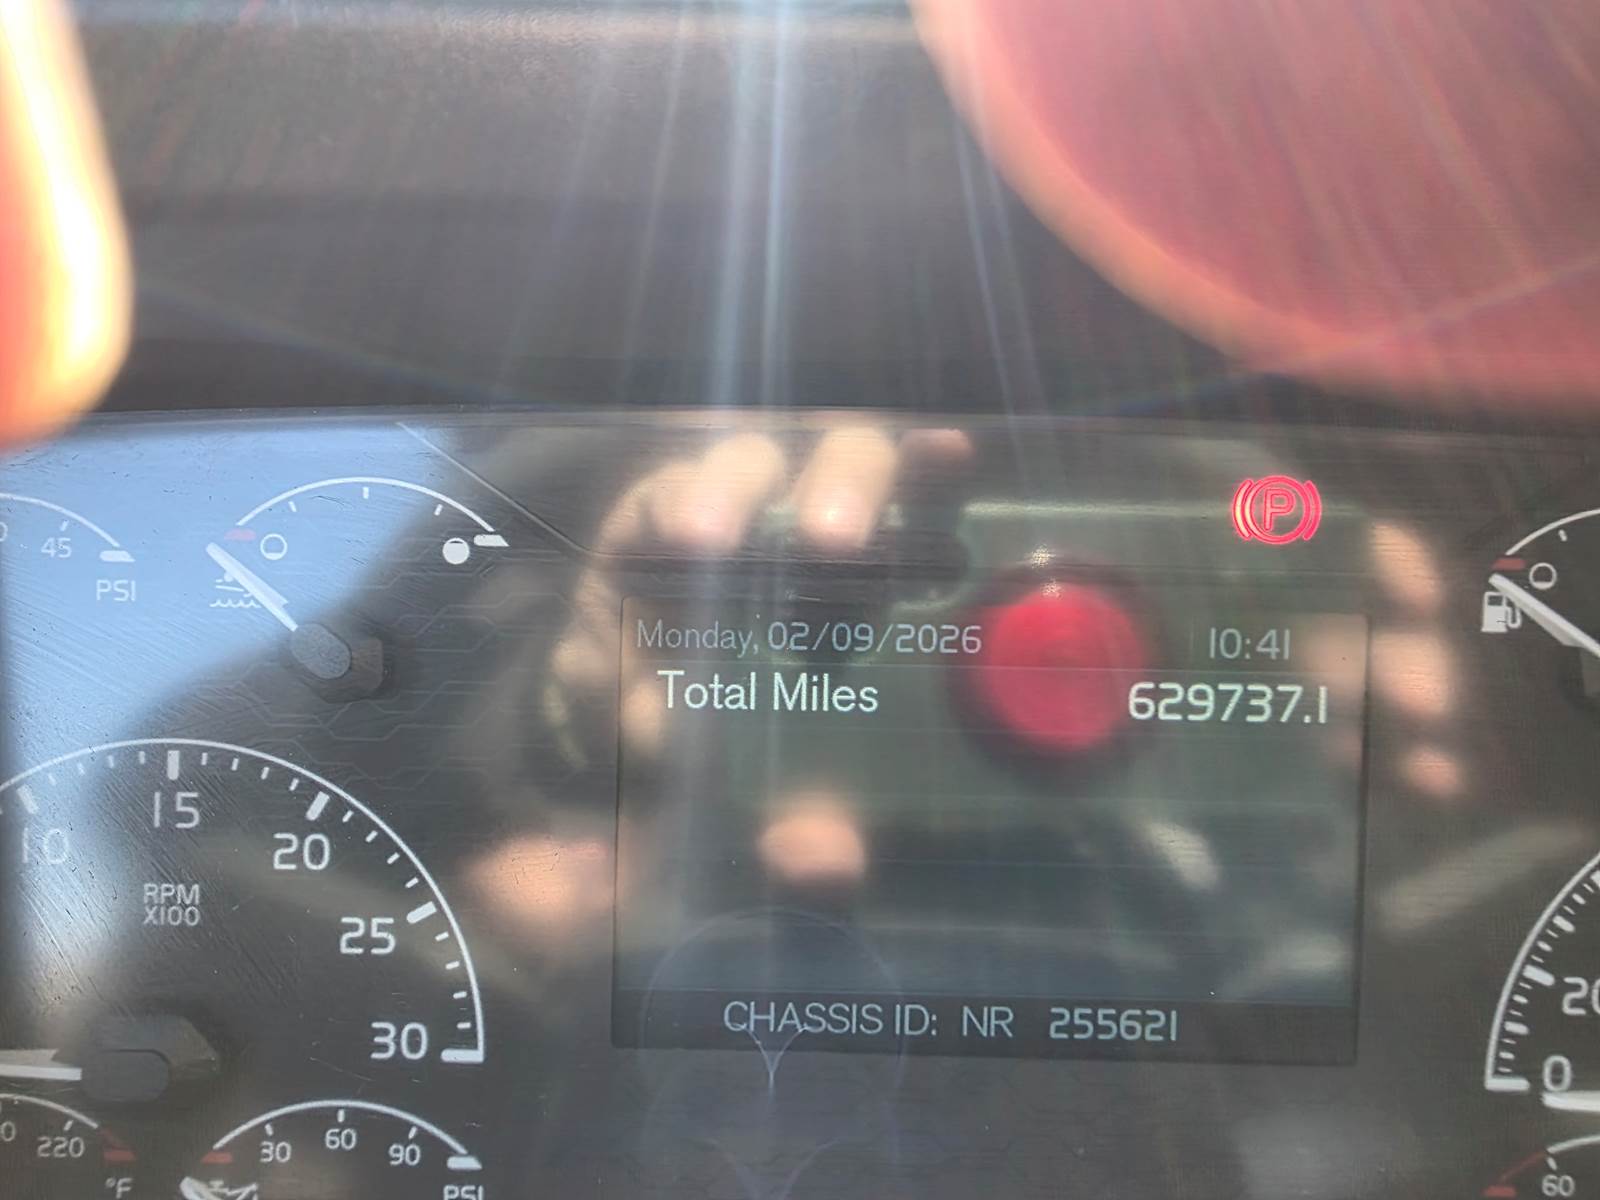 45
PSI
Monday, 02/09/2026 10:41
Total Miles 629737.1
10
15
20
25
30
RPM
X100
CHASSIS ID: NR 255621
220
°F
30
60
90
PSI
0
60